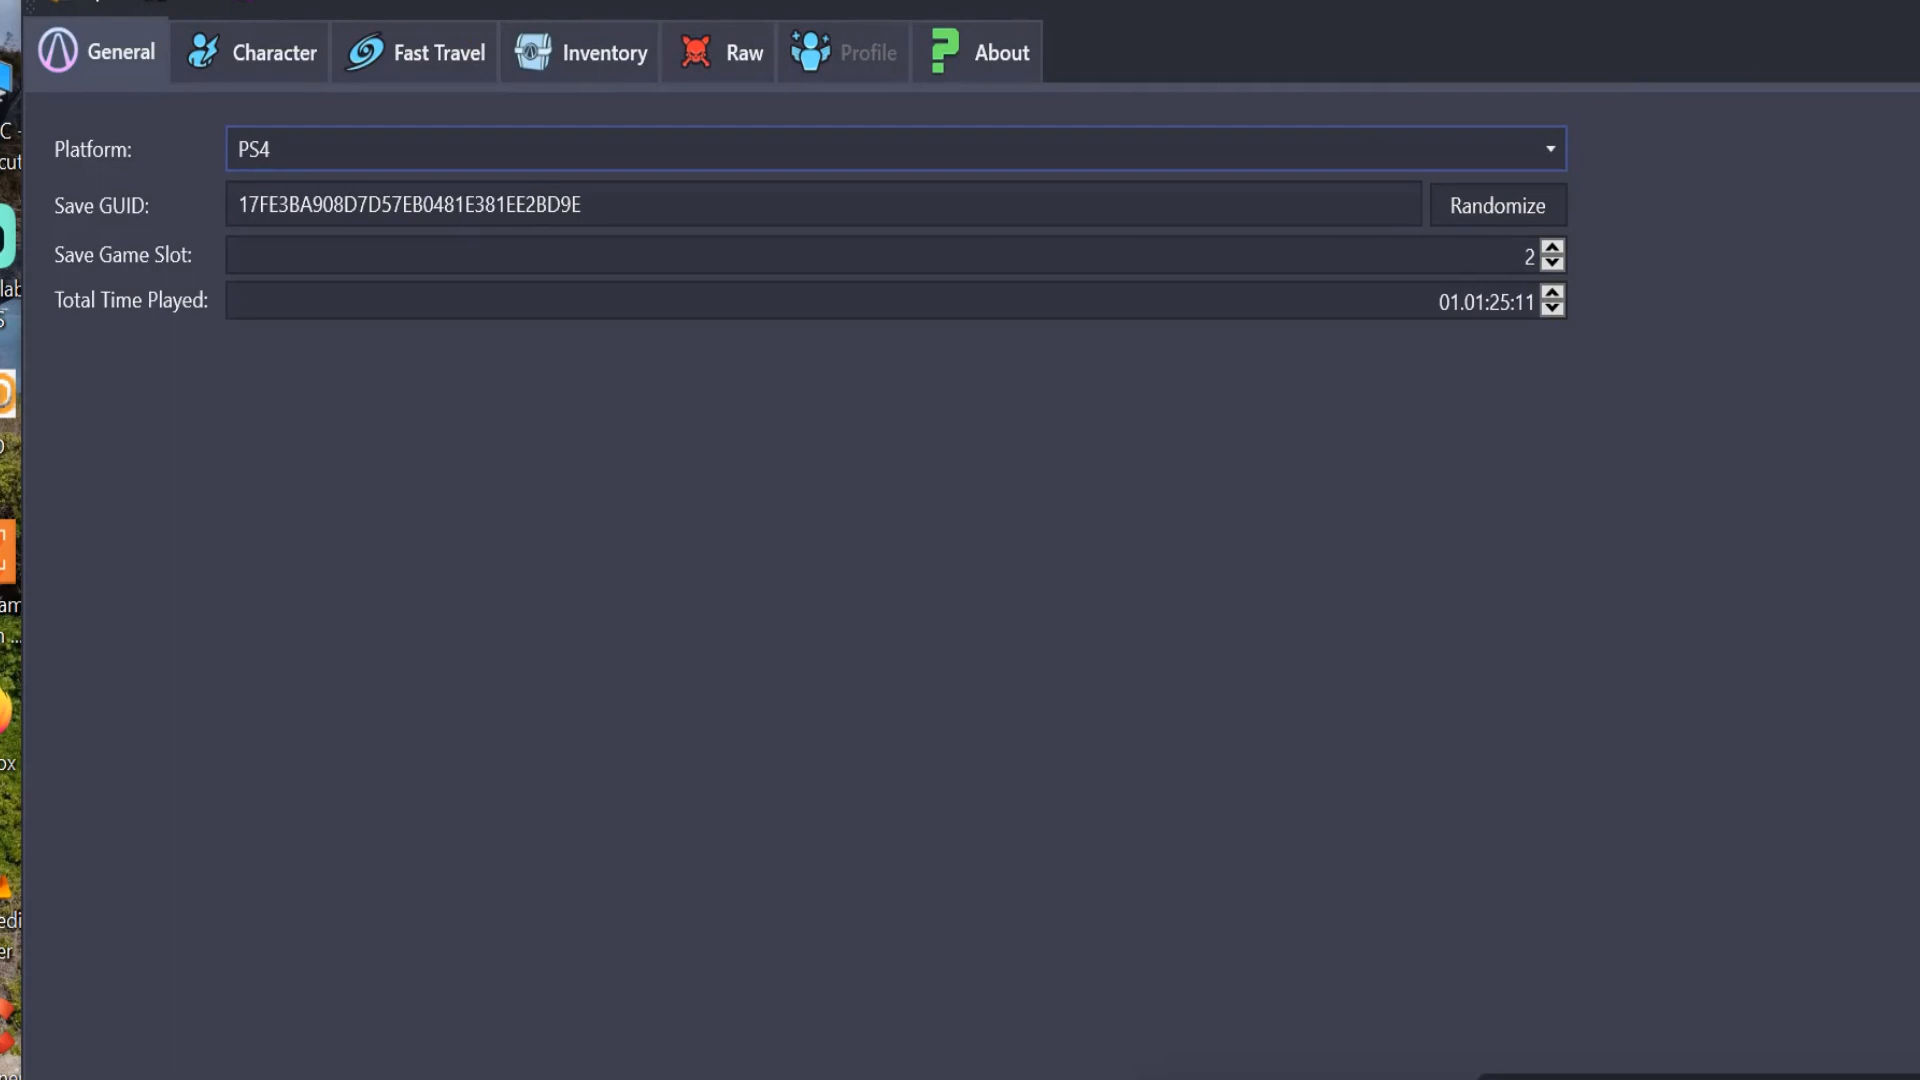 General
Character
Fast Travel
Inventory
Raw
Profile
About
Platform:
PS4
Save GUID:
17FE3BA908D7D57EB0481E381EE2BD9E
Randomize
Save Game Slot:
2
Total Time Played:
01.01:25:11